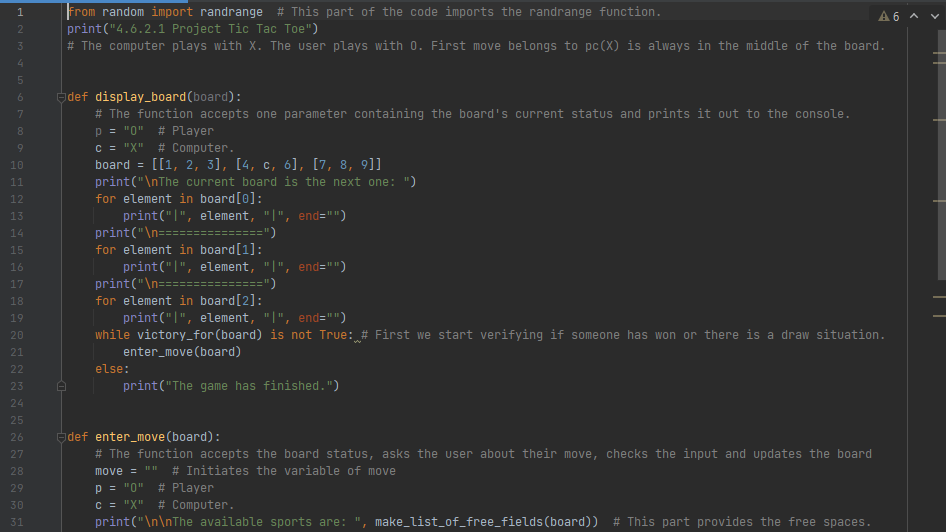 1 from random import randrange  # This part of the code imports the randrange function.
2 print("4.6.2.1 Project Tic Tac Toe")
3 # The computer plays with X. The user plays with O. First move belongs to pc(X) is always in the middle of the board.
4
5
6 def display_board(board):
7     # The function accepts one parameter containing the board's current status and prints it out to the console.
8     p = "O"  # Player
9     c = "X"  # Computer.
10     board = [[1, 2, 3], [4, c, 6], [7, 8, 9]]
11     print("\nThe current board is the next one: ")
12     for element in board[0]:
13         print("|", element, "|", end="")
14     print("\n===============")
15     for element in board[1]:
16         print("|", element, "|", end="")
17     print("\n===============")
18     for element in board[2]:
19         print("|", element, "|", end="")
20     while victory_for(board) is not True: # First we start verifying if someone has won or there is a draw situation.
21         enter_move(board)
22     else:
23         print("The game has finished.")
24
25
26 def enter_move(board):
27     # The function accepts the board status, asks the user about their move, checks the input and updates the board
28     move = ""  # Initiates the variable of move
29     p = "O"  # Player
30     c = "X"  # Computer.
31     print("\n\nThe available sports are: ", make_list_of_free_fields(board))  # This part provides the free spaces.
6